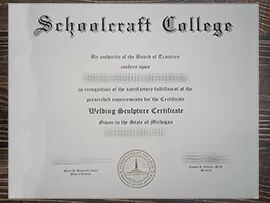 Schoolcraft College
By authority of the Board of Trustees
confers upon
in recognition of the satisfactory fulfillment of the
prescribed requirements for the Certificate
Welding Sculpture Certificate
Given in the State of Michigan